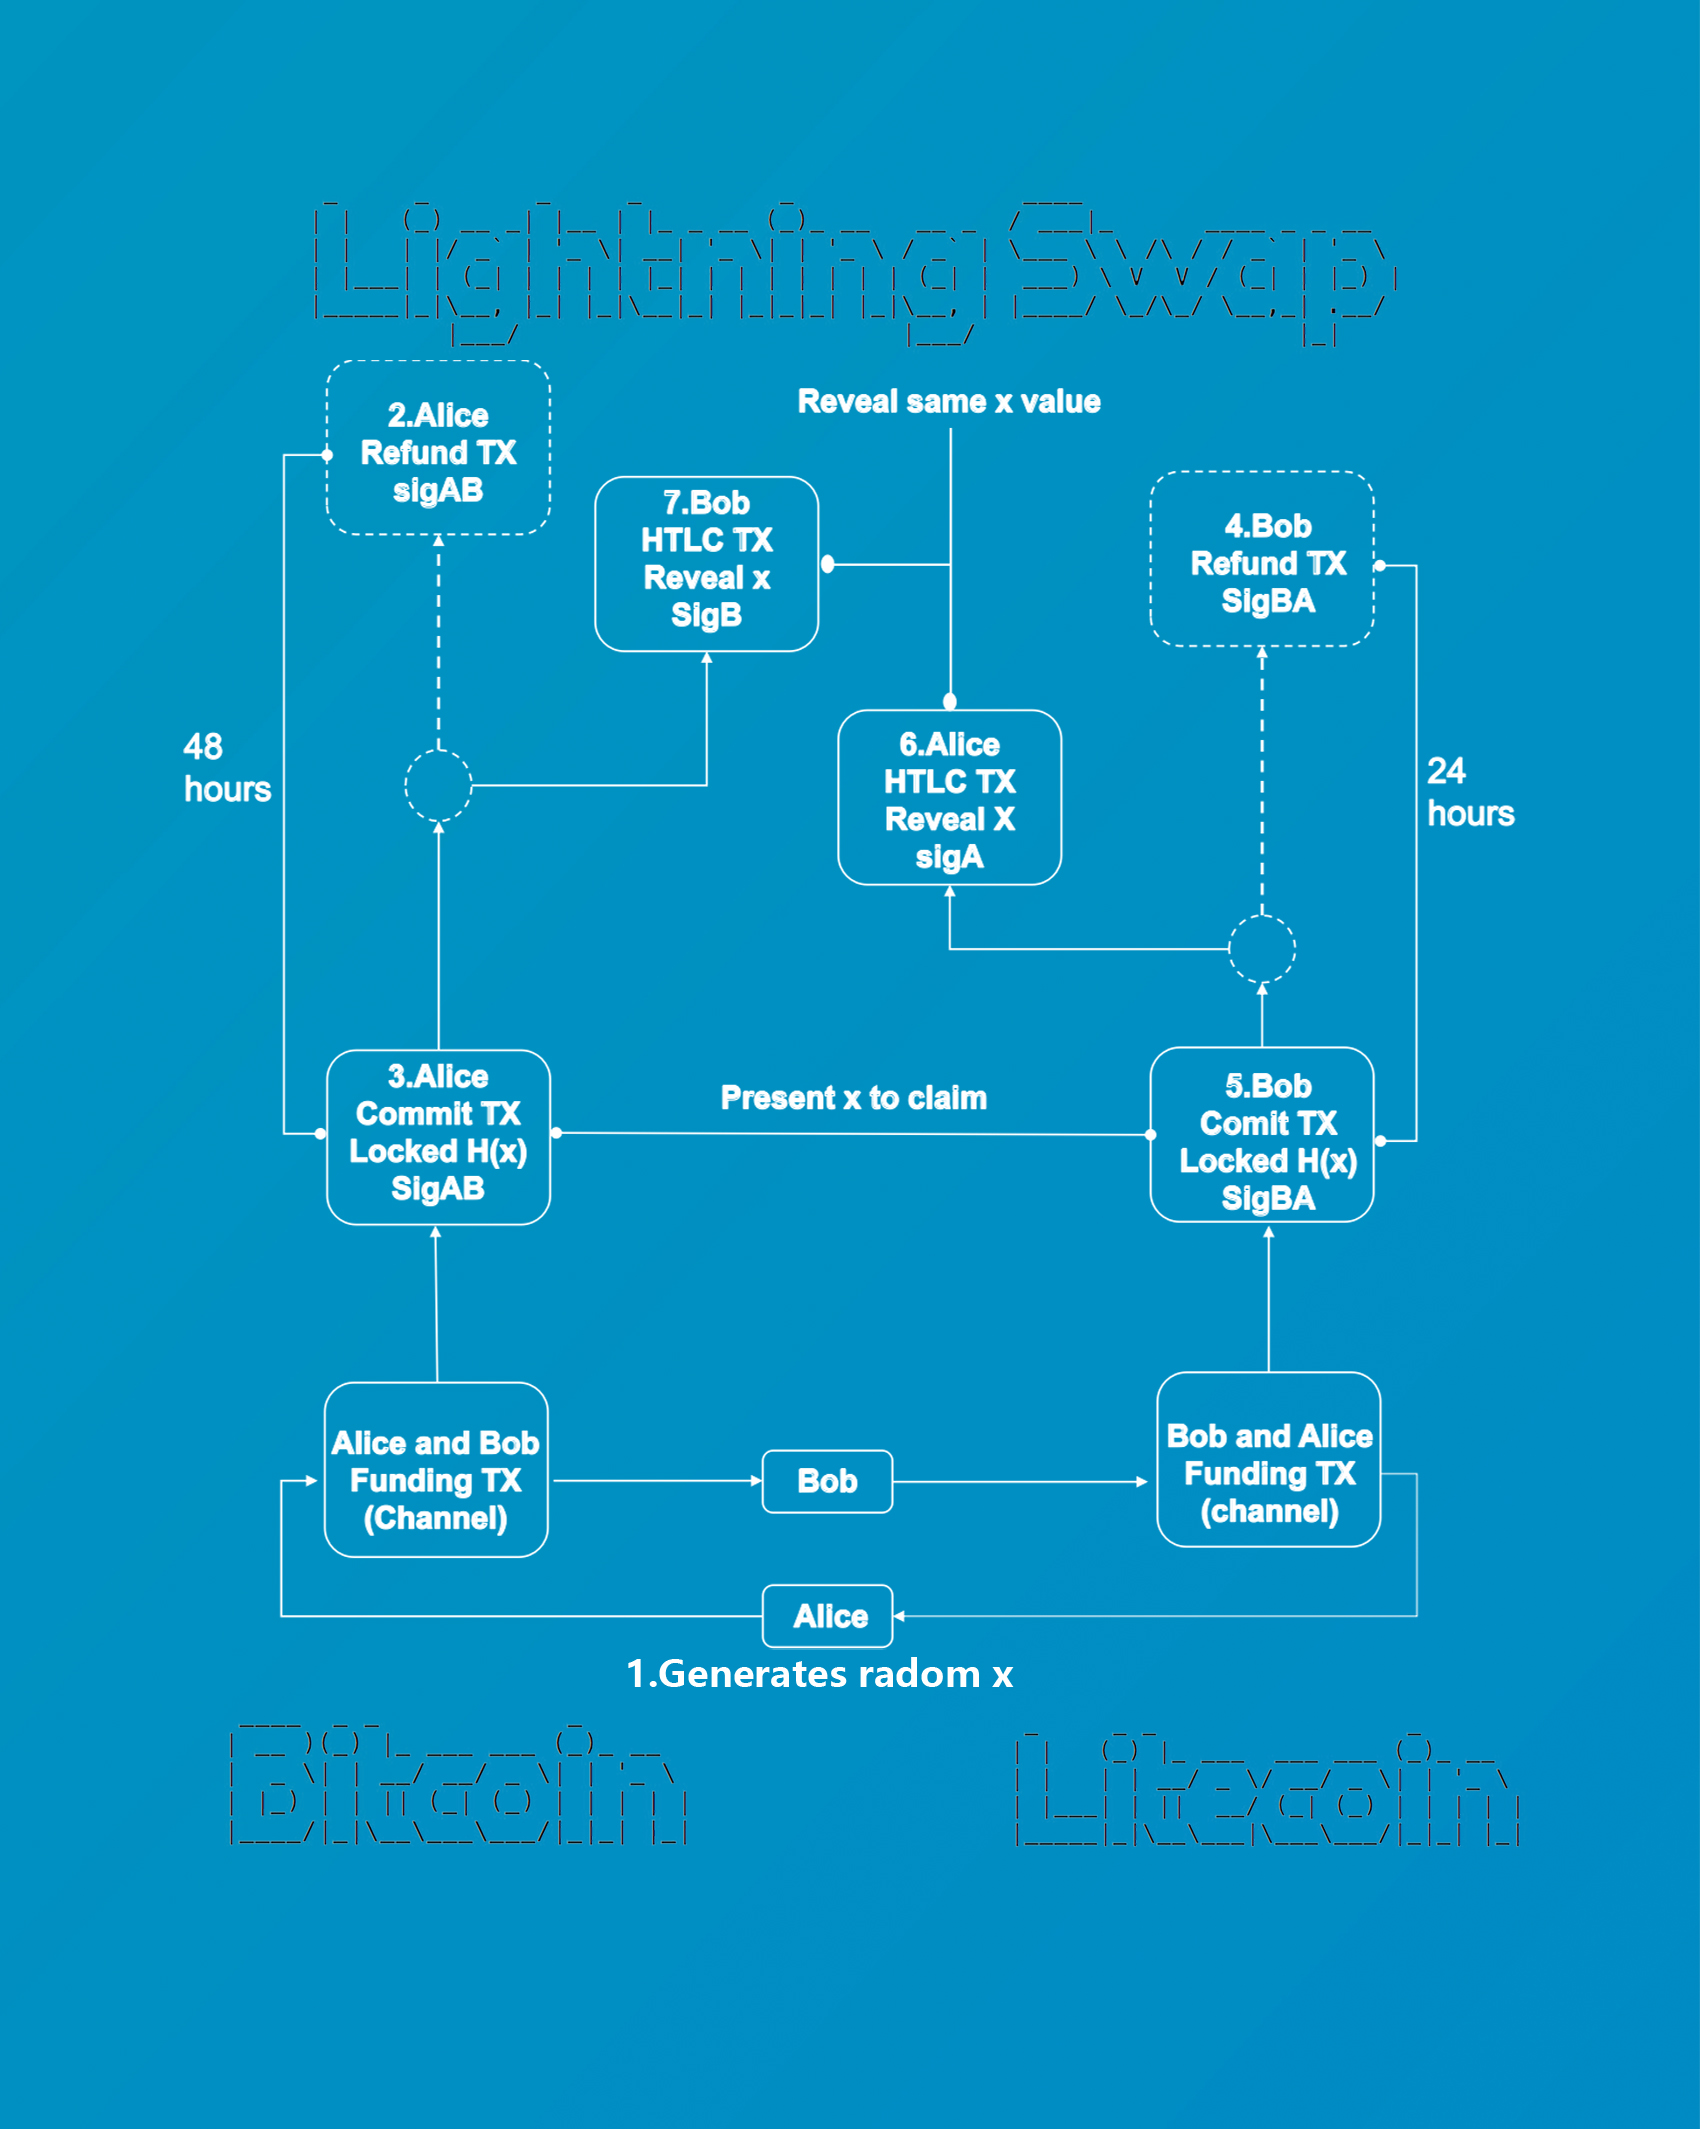 Lightning Swap
2.Alice
Refund TX
sigAB
Reveal same x value
7.Bob
HTLC TX
Reveal x
SigB
4.Bob
Refund TX
SigBA
48
hours
6.Alice
HTLC TX
Reveal X
sigA
24
hours
3.Alice
Commit TX
Locked H(x)
SigAB
Present x to claim
5.Bob
Comit TX
Locked H(x)
SigBA
Alice and Bob
Funding TX
(Channel)
Bob
Bob and Alice
Funding TX
(channel)
Alice
1.Generates radom x
Bitcoin
Litecoin